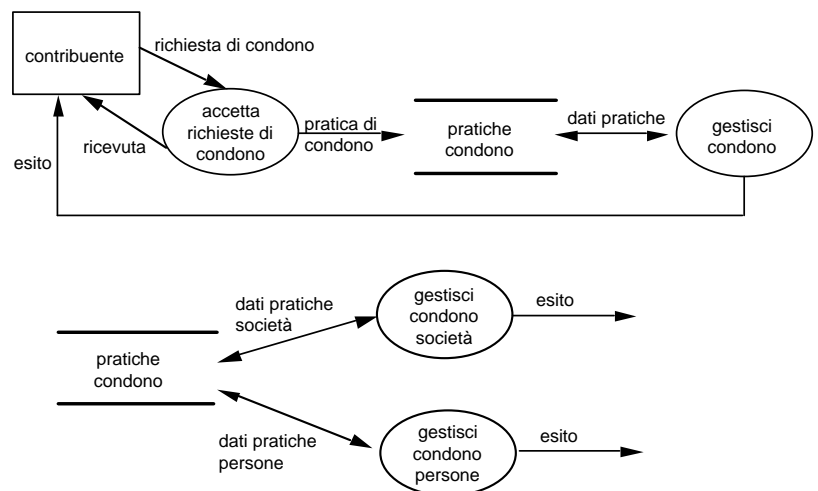 contribuente
richiesta di condono
accetta
richieste di
condono
ricevuta
esito
pratica di
condono
pratiche
condono
dati pratiche
gestisci
condono
dati pratiche
società
gestisci
condono
società
esito
pratiche
condono
dati pratiche
persone
gestisci
condono
persone
esito